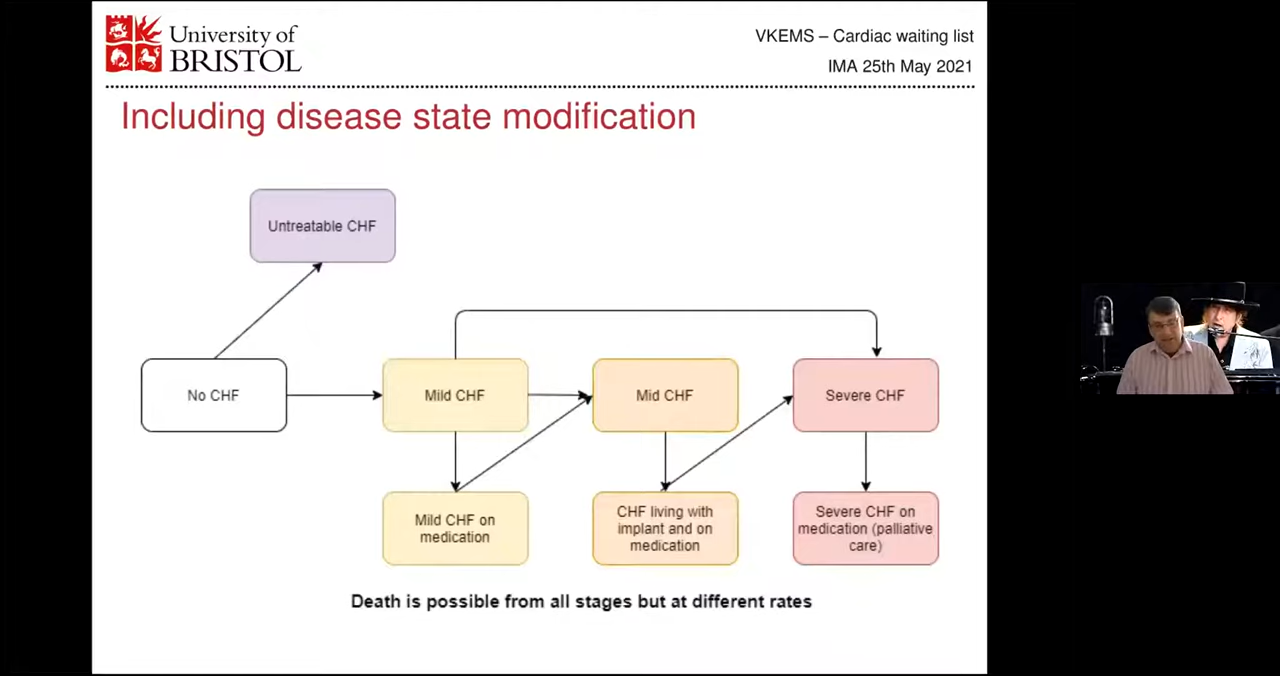 University of
BRISTOL
VKEMS – Cardiac waiting list
IMA 25th May 2021
Including disease state modification
Untreatable CHF
No CHF
Mild CHF
Mid CHF
Severe CHF
Mild CHF on
medication
CHF living with
implant and on
medication
Severe CHF on
medication (palliative
care)
Death is possible from all stages but at different rates